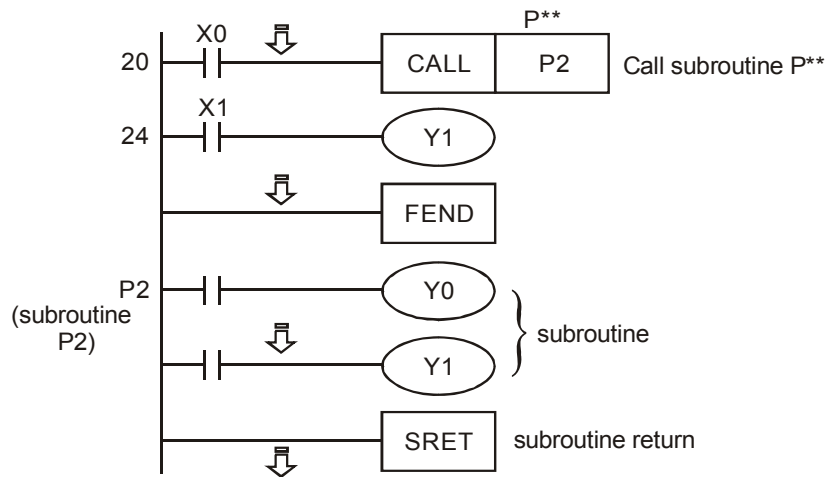 P**
X0
20 CALL P2 Call subroutine P**
X1
24 Y1
FEND
P2 Y0
(subroutine
P2)
subroutine
Y1
SRET subroutine return